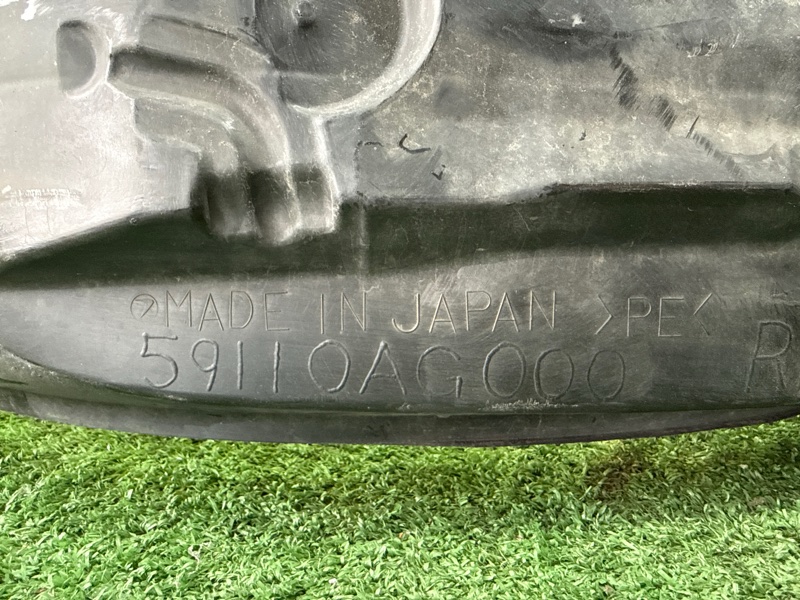 MADE IN JAPAN >PE<
59110AG000 R